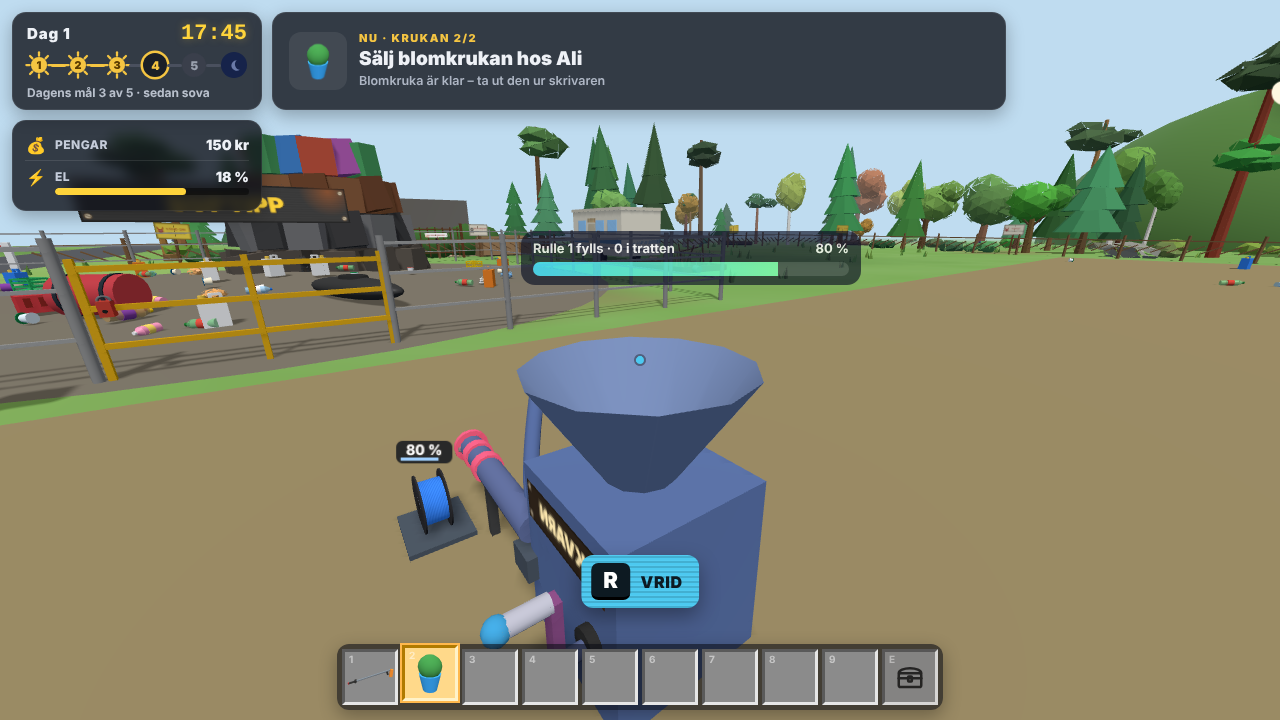 Dag 1
17:45
1 2 3 4 5
Dagens mål 3 av 5 · sedan sova
PENGAR
150 kr
EL
18 %
NU · KRUKAN 2/2
Sälj blomkrukan hos Ali
Blomkruka är klar – ta ut den ur skrivaren
Rulle 1 fylls · 0 i tratten
80 %
80 %
KVARN
R VRID
1 2 3 4 5 6 7 8 9 E